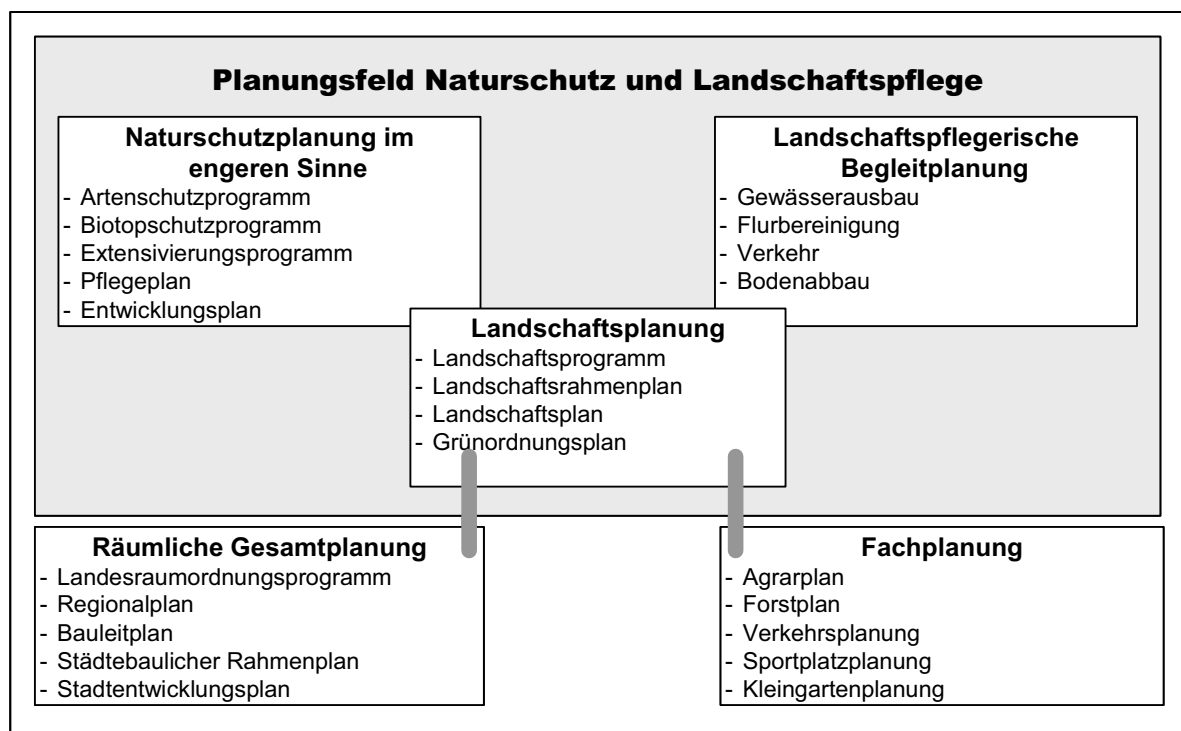 Planungsfeld Naturschutz und Landschaftspflege
Naturschutzplanung im
engeren Sinne
- Artenschutzprogramm
- Biotopschutzprogramm
- Extensivierungsprogramm
- Pflegeplan
- Entwicklungsplan
Landschaftspflegerische
Begleitplanung
- Gewässerausbau
- Flurbereinigung
- Verkehr
- Bodenabbau
Landschaftsplanung
- Landschaftsprogramm
- Landschaftsrahmenplan
- Landschaftsplan
- Grünordnungsplan
Räumliche Gesamtplanung
- Landesraumordnungsprogramm
- Regionalplan
- Bauleitplan
- Städtebaulicher Rahmenplan
- Stadtentwicklungsplan
Fachplanung
- Agrarplan
- Forstplan
- Verkehrsplanung
- Sportplatzplanung
- Kleingartenplanung